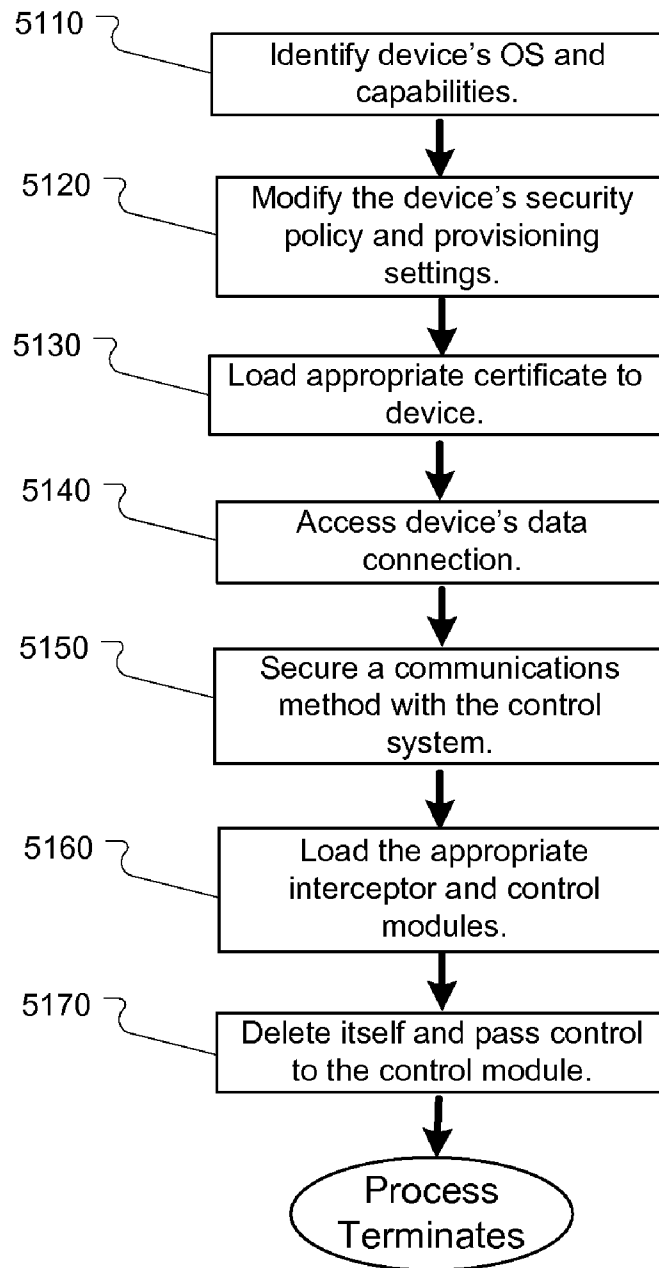 5110
Identify device's OS and
capabilities.
5120
Modify the device's security
policy and provisioning
settings.
5130
Load appropriate certificate to
device.
5140
Access device's data
connection.
5150
Secure a communications
method with the control
system.
5160
Load the appropriate
interceptor and control
modules.
5170
Delete itself and pass control
to the control module.
Process
Terminates